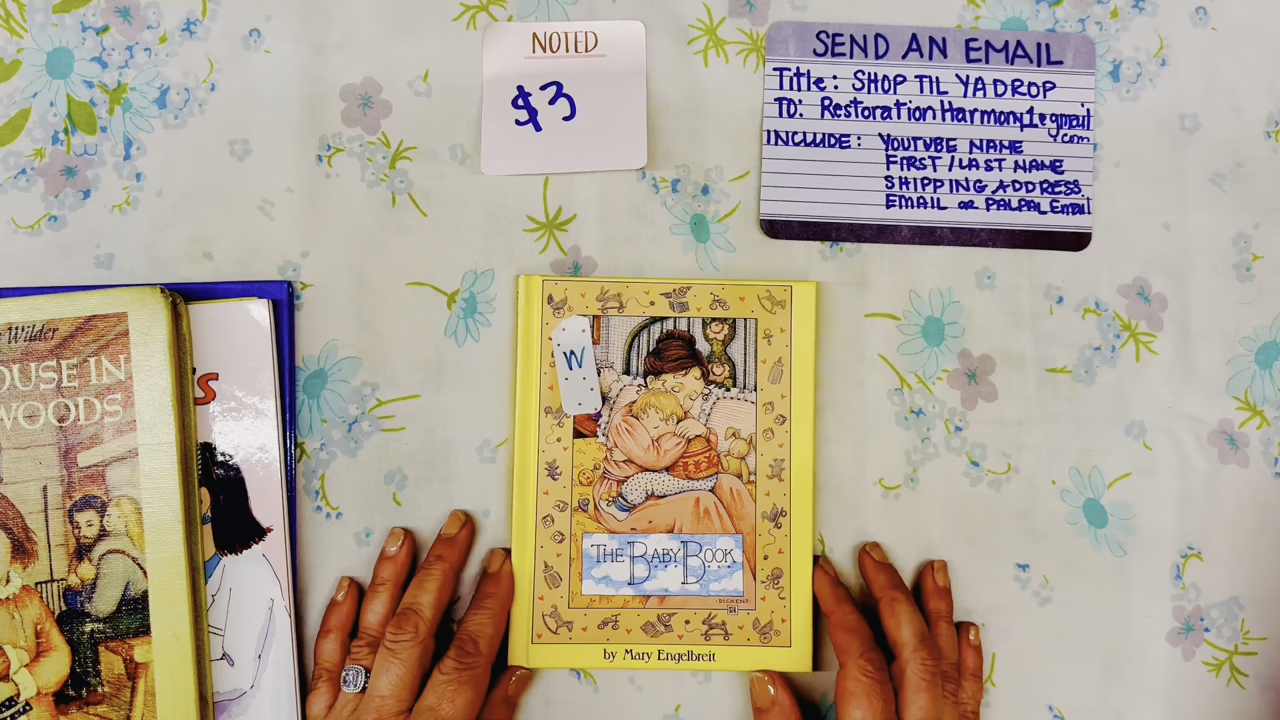 NOTED
$3
SEND AN EMAIL
Title: SHOP TIL YA DROP
TO: RestorationHarmony1@gmail
.com
INCLUDE: YOUTUBE NAME
FIRST / LAST NAME
SHIPPING ADDRESS
EMAIL or PALPAL Email
Wilder
OUSE IN
WOODS
S
W
THE BABY BOOK
-DICKENS-
by Mary Engelbreit